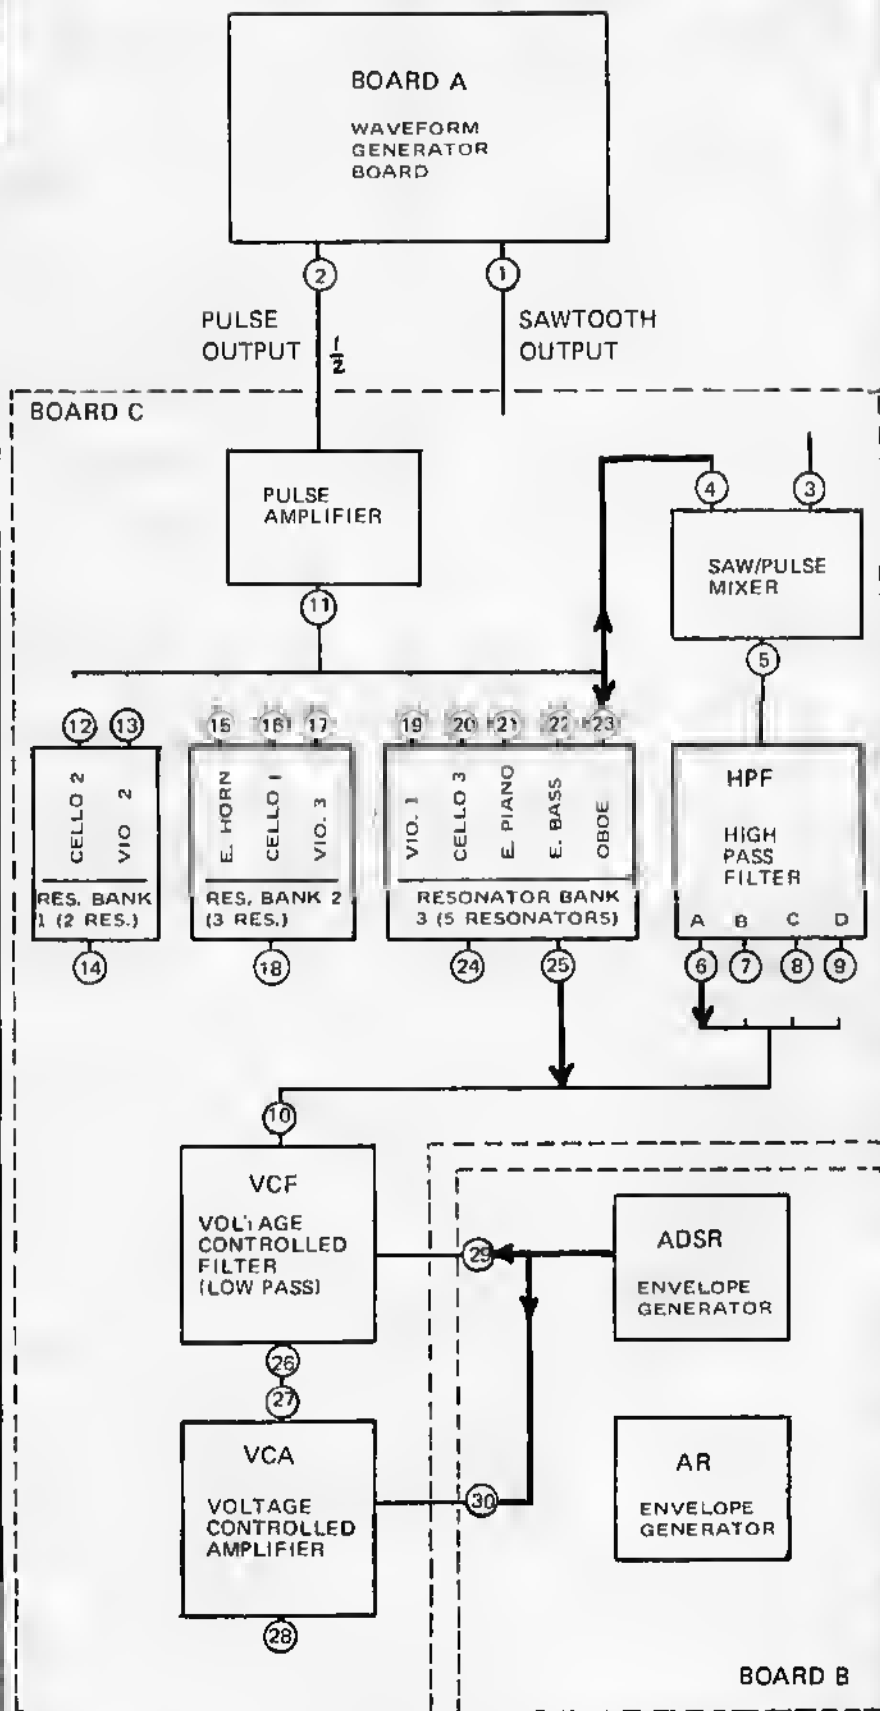 BOARD A
WAVEFORM
GENERATOR
BOARD
2
1
PULSE
OUTPUT
1/2
SAWTOOTH
OUTPUT
BOARD C
PULSE
AMPLIFIER
4
3
SAW/PULSE
MIXER
11
5
12
13
15
16
17
19
20
21
22
23
CELLO 2
VIO 2
E. HORN
CELLO 1
VIO. 3
VIO. 1
CELLO 3
E. PIANO
E. BASS
OBOE
HPF
HIGH
PASS
FILTER
RES. BANK
1 (2 RES.)
RES. BANK 2
(3 RES.)
RESONATOR BANK
3 (5 RESONATORS)
A B C D
14
18
24
25
6
7
8
9
10
VCF
VOLTAGE
CONTROLLED
FILTER
(LOW PASS)
29
ADSR
ENVELOPE
GENERATOR
26
27
VCA
VOLTAGE
CONTROLLED
AMPLIFIER
30
AR
ENVELOPE
GENERATOR
28
BOARD B